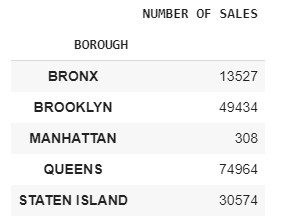 NUMBER OF SALES
BOROUGH
BRONX 13527
BROOKLYN 49434
MANHATTAN 308
QUEENS 74964
STATEN ISLAND 30574